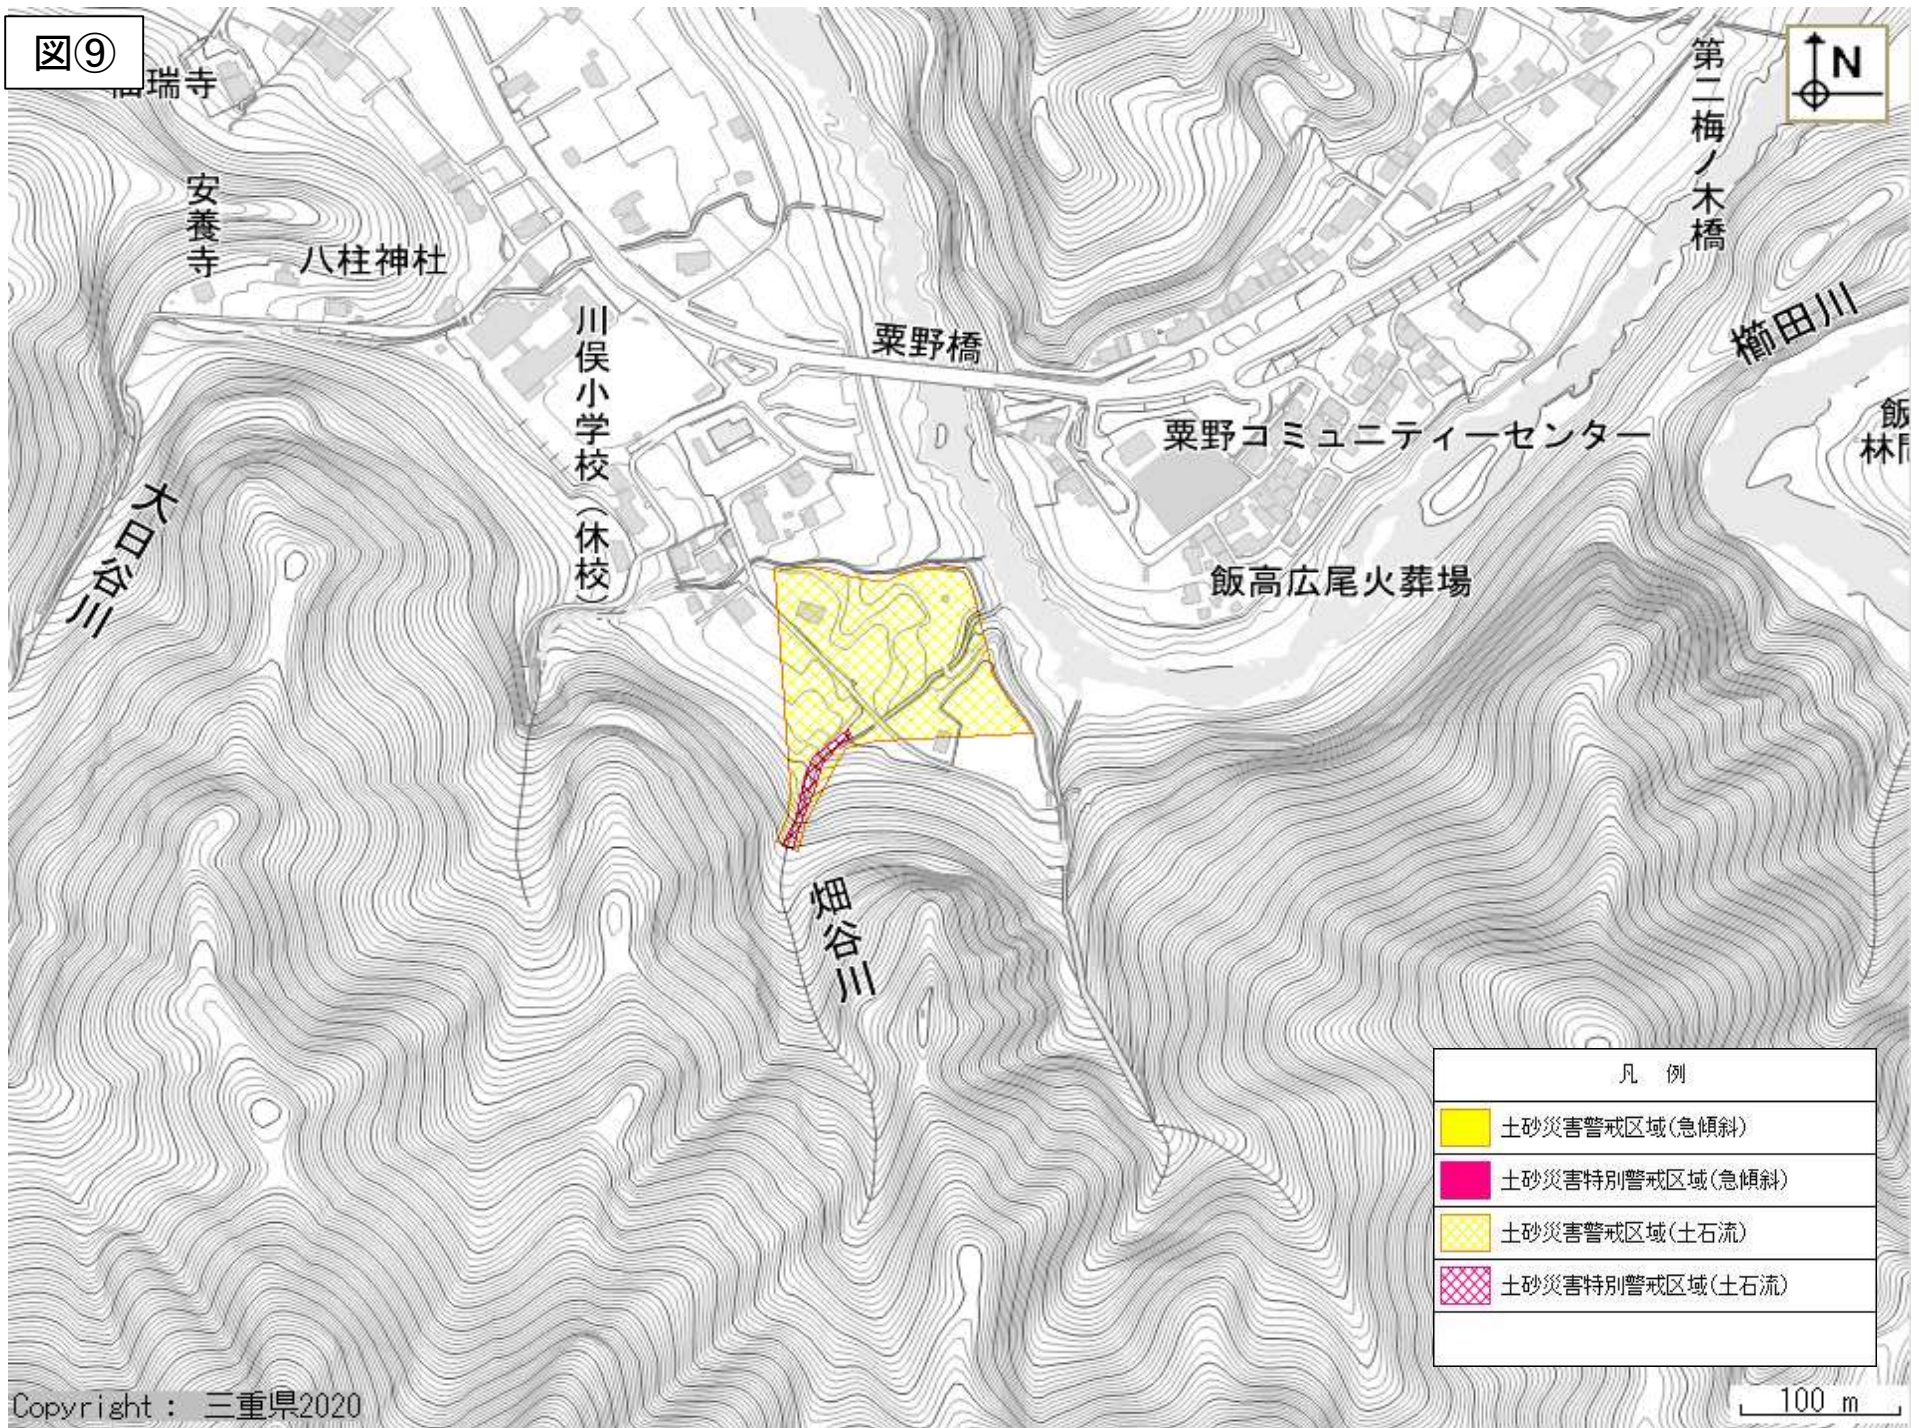 図⑨
瑞寺
N
第二梅ノ木橋
安養寺
八柱神社
川俣小学校（休校）
粟野橋
櫛田川
粟野コミュニティーセンター
飯
林間
大日谷川
飯高広尾火葬場
畑谷川
凡 例
土砂災害警戒区域(急傾斜)
土砂災害特別警戒区域(急傾斜)
土砂災害警戒区域(土石流)
土砂災害特別警戒区域(土石流)
Copyright : 三重県2020
100 m